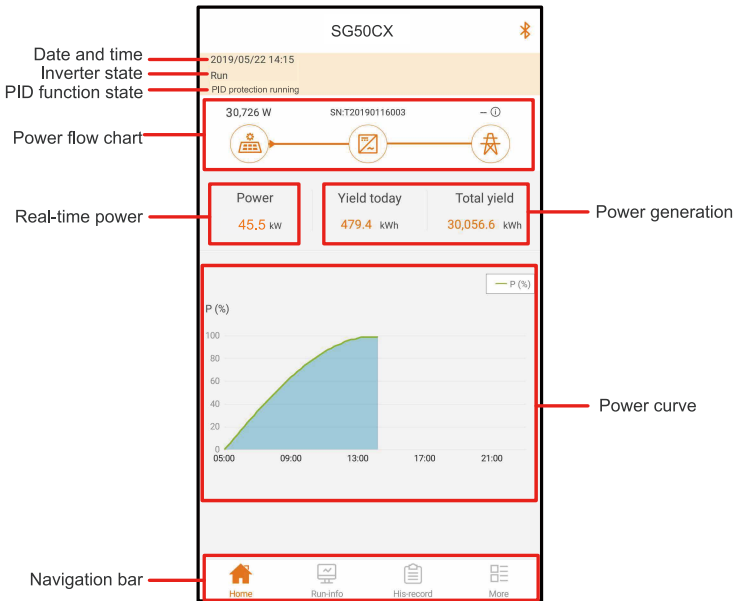 SG50CX
Date and time
2019/05/22 14:15
Inverter state
Run
PID function state
PID protection running
30,726 W
SN:T20190116003
– ⓘ
Power flow chart
Power
Yield today
Total yield
Real-time power
45.5 kW
479.4 kWh
30,056.6 kWh
Power generation
P (%)
P (%)
100
80
60
40
20
0
05:00
09:00
13:00
17:00
21:00
Power curve
Navigation bar
Home
Run-info
His-record
More